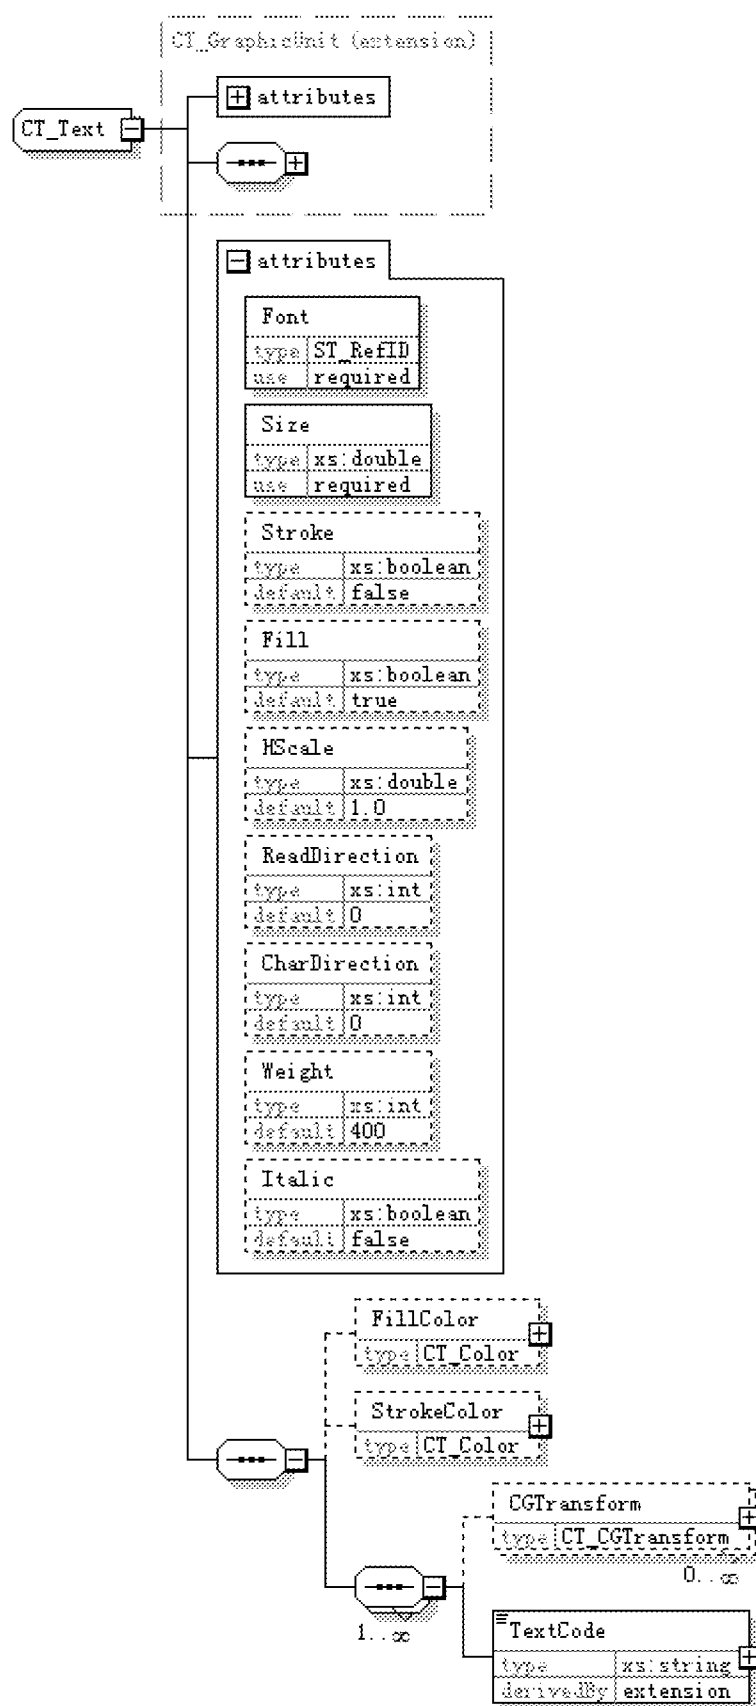 CT_GraphicUnit (extension)
attributes
CT_Text
attributes
Font
type ST_RefID
use required
Size
type xs:double
use required
Stroke
type xs:boolean
default false
Fill
type xs:boolean
default true
HScale
type xs:double
default 1.0
ReadDirection
type xs:int
default 0
CharDirection
type xs:int
default 0
Weight
type xs:int
default 400
Italic
type xs:boolean
default false
FillColor
type CT_Color
StrokeColor
type CT_Color
CGTransform
type CT_CGTransform
0..∞
1..∞
TextCode
type xs:string
derivedBy extension